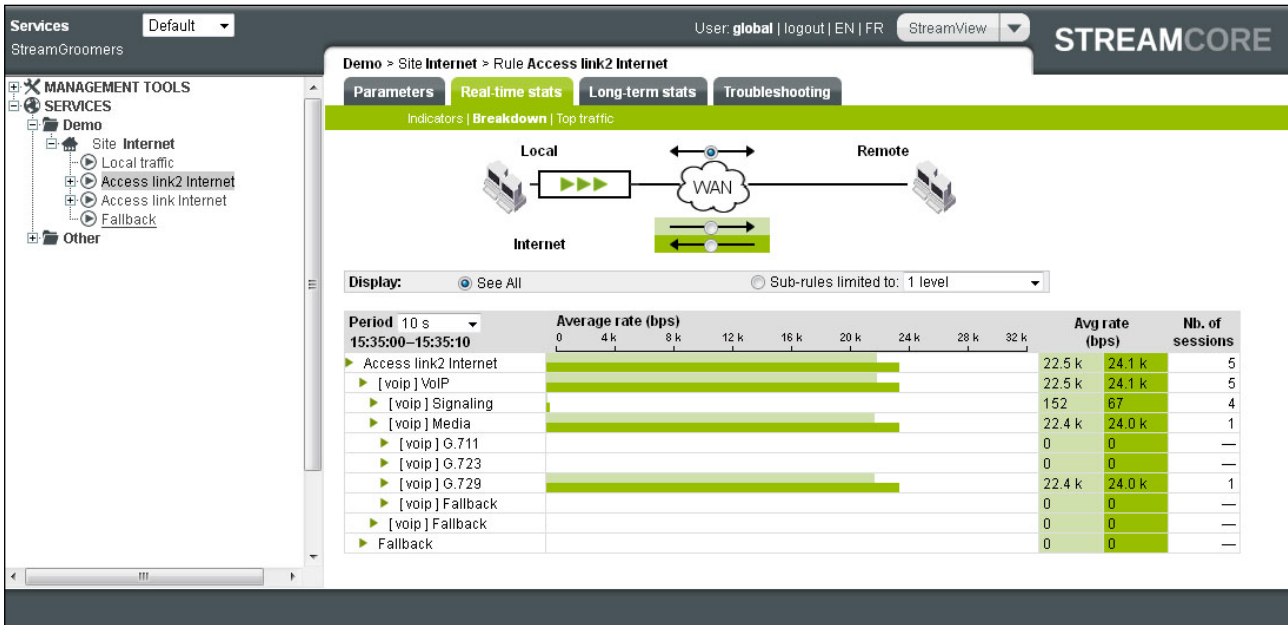 Services Default
StreamGroomers
User: global | logout | EN | FR StreamView
STREAMCORE
Demo > Site Internet > Rule Access link2 Internet
Parameters Real-time stats Long-term stats Troubleshooting
Indicators | Breakdown | Top traffic
MANAGEMENT TOOLS
SERVICES
Demo
Site Internet
Local traffic
Access link2 Internet
Access link Internet
Fallback
Other
Local Remote
WAN
Internet
Display: See All Sub-rules limited to: 1 level
Period 10 s Average rate (bps) Avg rate Nb. of
15:35:00–15:35:10 0 4 k 8 k 12 k 16 k 20 k 24 k 28 k 32 k (bps) sessions
Access link2 Internet 22.5 k 24.1 k 5
[ voip ] VoIP 22.5 k 24.1 k 5
[ voip ] Signaling 152 67 4
[ voip ] Media 22.4 k 24.0 k 1
[ voip ] G.711 0 0 —
[ voip ] G.723 0 0 —
[ voip ] G.729 22.4 k 24.0 k 1
[ voip ] Fallback 0 0 —
[ voip ] Fallback 0 0 —
Fallback 0 0 —